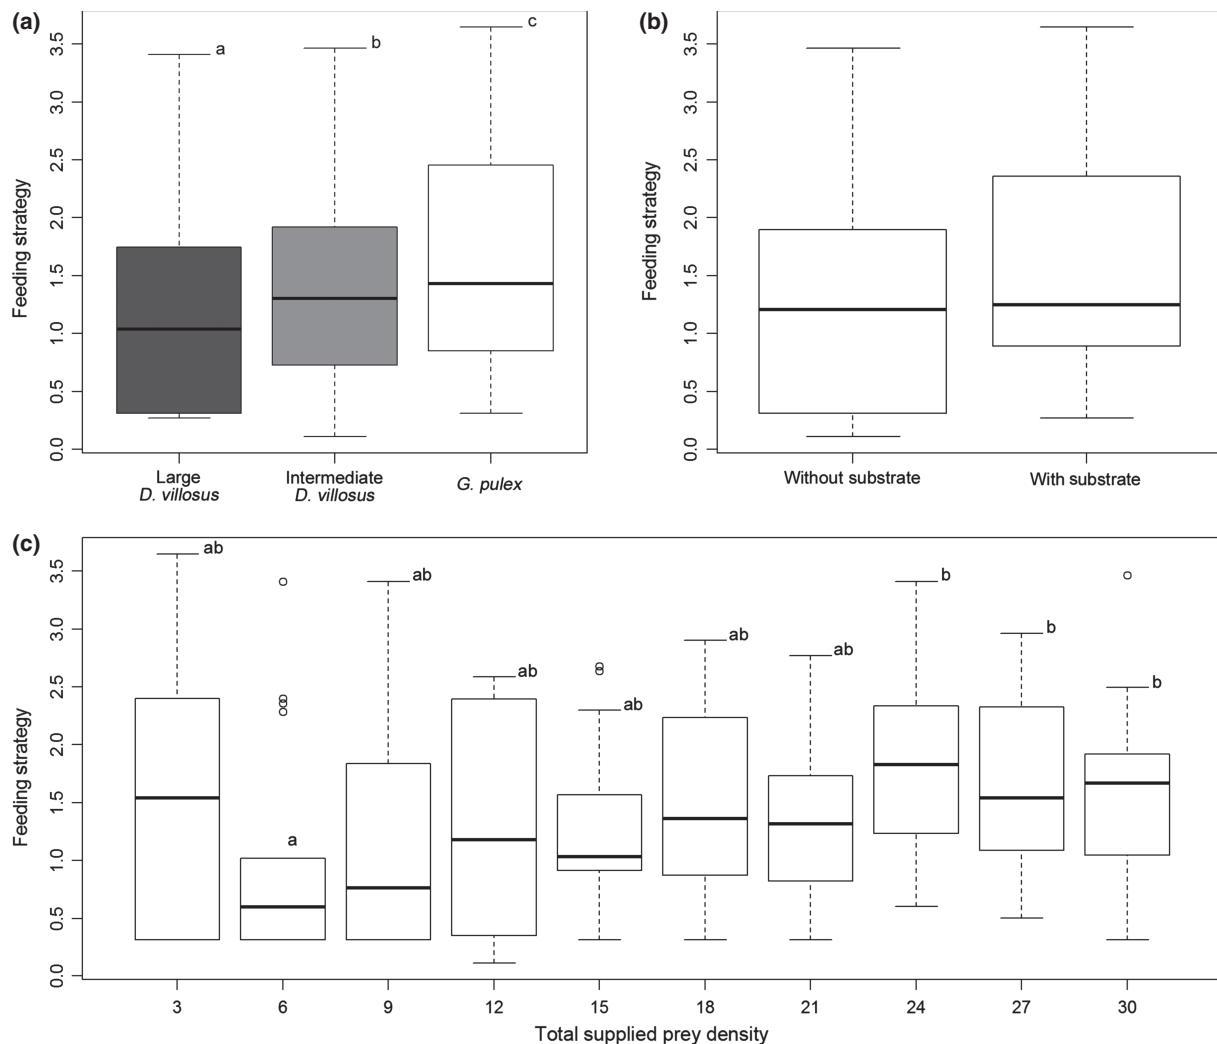 (a)
a
b
c
3.5
3.0
2.5
2.0
1.5
1.0
0.5
0.0
Feeding strategy
Large
D. villosus
Intermediate
D. villosus
G. pulex
(b)
3.5
3.0
2.5
2.0
1.5
1.0
0.5
0.0
Feeding strategy
Without substrate
With substrate
(c)
ab
a
ab
ab
ab
ab
ab
b
b
b
3.5
3.0
2.5
2.0
1.5
1.0
0.5
0.0
Feeding strategy
3 6 9 12 15 18 21 24 27 30
Total supplied prey density